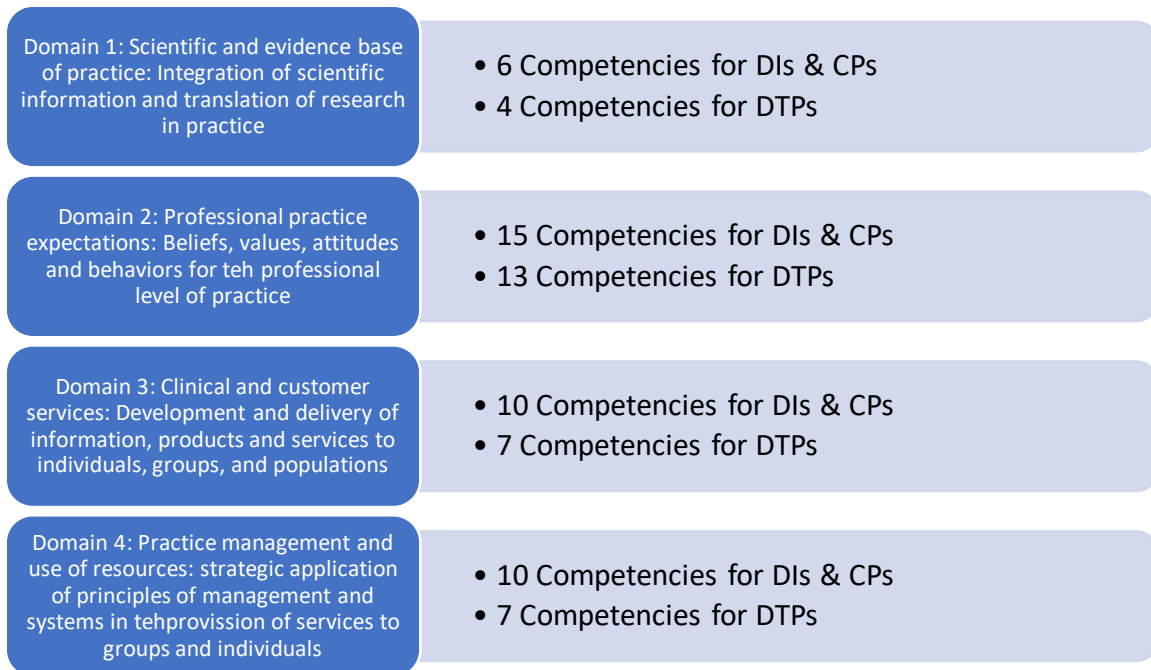 Domain 1: Scientific and evidence base
of practice: Integration of scientific
information and translation of research
in practice
• 6 Competencies for DIs & CPs
• 4 Competencies for DTPs
Domain 2: Professional practice
expectations: Beliefs, values, attitudes
and behaviors for teh professional
level of practice
• 15 Competencies for DIs & CPs
• 13 Competencies for DTPs
Domain 3: Clinical and customer
services: Development and delivery of
information, products and services to
individuals, groups, and populations
• 10 Competencies for DIs & CPs
• 7 Competencies for DTPs
Domain 4: Practice management and
use of resources: strategic application
of principles of management and
systems in tehprovission of services to
groups and individuals
• 10 Competencies for DIs & CPs
• 7 Competencies for DTPs